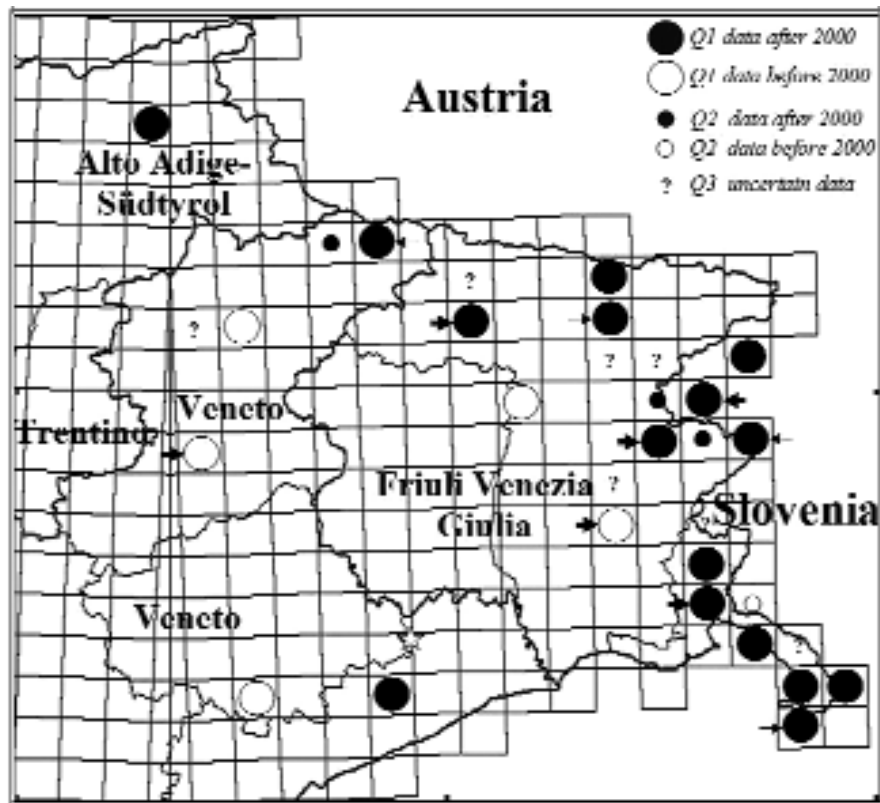 Q1 data after 2000
Q1 data before 2000
Q2 data after 2000
Q2 data before 2000
? Q3 uncertain data
Austria
Alto Adige-
Südtyrol
?
?
?
?
Veneto
Trentino
Friuli Venezia
Giulia
?
?
Slovenia
Veneto
?